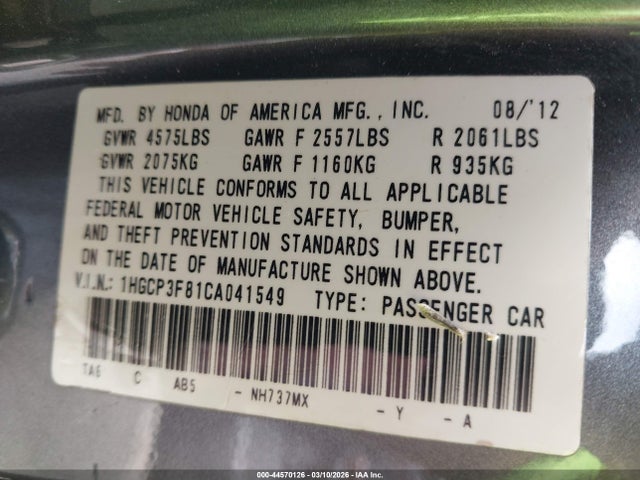 MFD. BY HONDA OF AMERICA MFG., INC. 08/'12
GVWR 4575LBS GAWR F 2557LBS R 2061LBS
GVWR 2075KG GAWR F 1160KG R 935KG
THIS VEHICLE CONFORMS TO ALL APPLICABLE
FEDERAL MOTOR VEHICLE SAFETY, BUMPER,
AND THEFT PREVENTION STANDARDS IN EFFECT
ON THE DATE OF MANUFACTURE SHOWN ABOVE.
V.I.N.: 1HGCP3F81CA041549 TYPE: PASSENGER CAR
TA6 C AB5 - NH737MX - Y - A
000-44570126 - 03/10/2026 - IAA Inc.